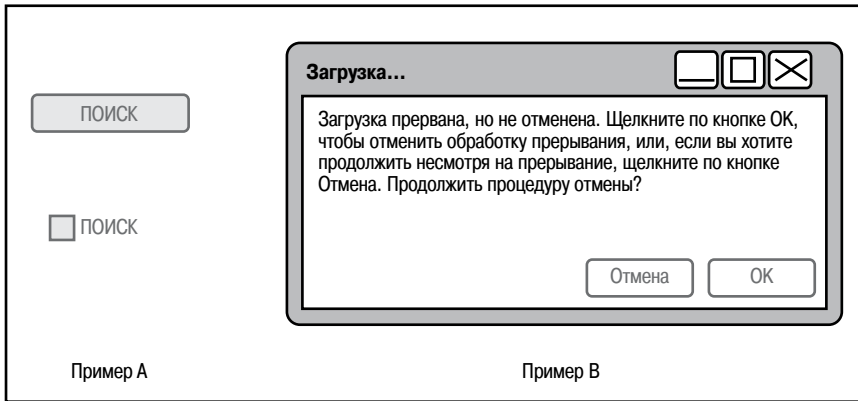 ПОИСК
ПОИСК
Пример А
Загрузка...
Загрузка прервана, но не отменена. Щелкните по кнопке OK,
чтобы отменить обработку прерывания, или, если вы хотите
продолжить несмотря на прерывание, щелкните по кнопке
Отмена. Продолжить процедуру отмены?
Отмена
OK
Пример В